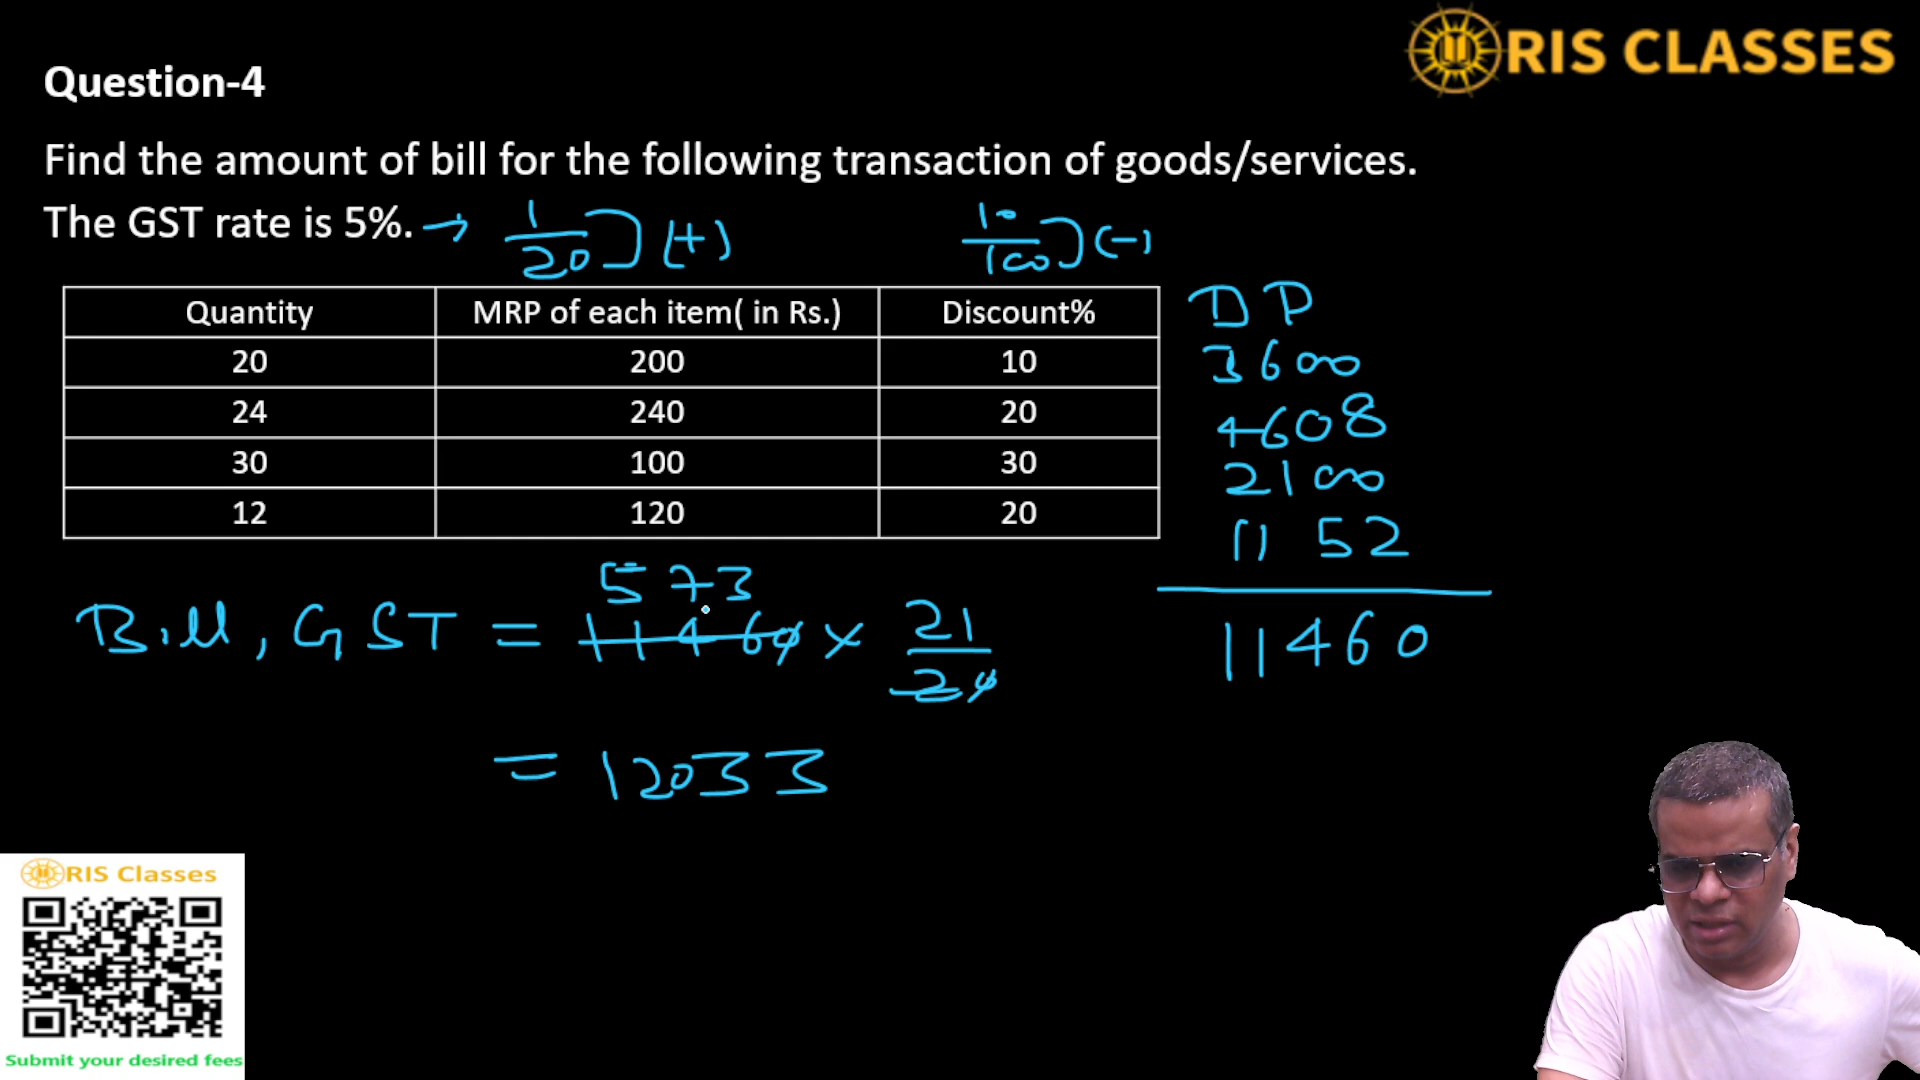 RIS CLASSES
Question-4
Find the amount of bill for the following transaction of goods/services.
The GST rate is 5%. → 1/20 ] (+) 10/100 ] (-)
Quantity MRP of each item( in Rs.) Discount% DP
20 200 10 3600
24 240 20 4608
30 100 30 2100
12 120 20 1152
11460
573
Bill, GST = 11460 × 21/20
= 12033
RIS Classes
Submit your desired fees